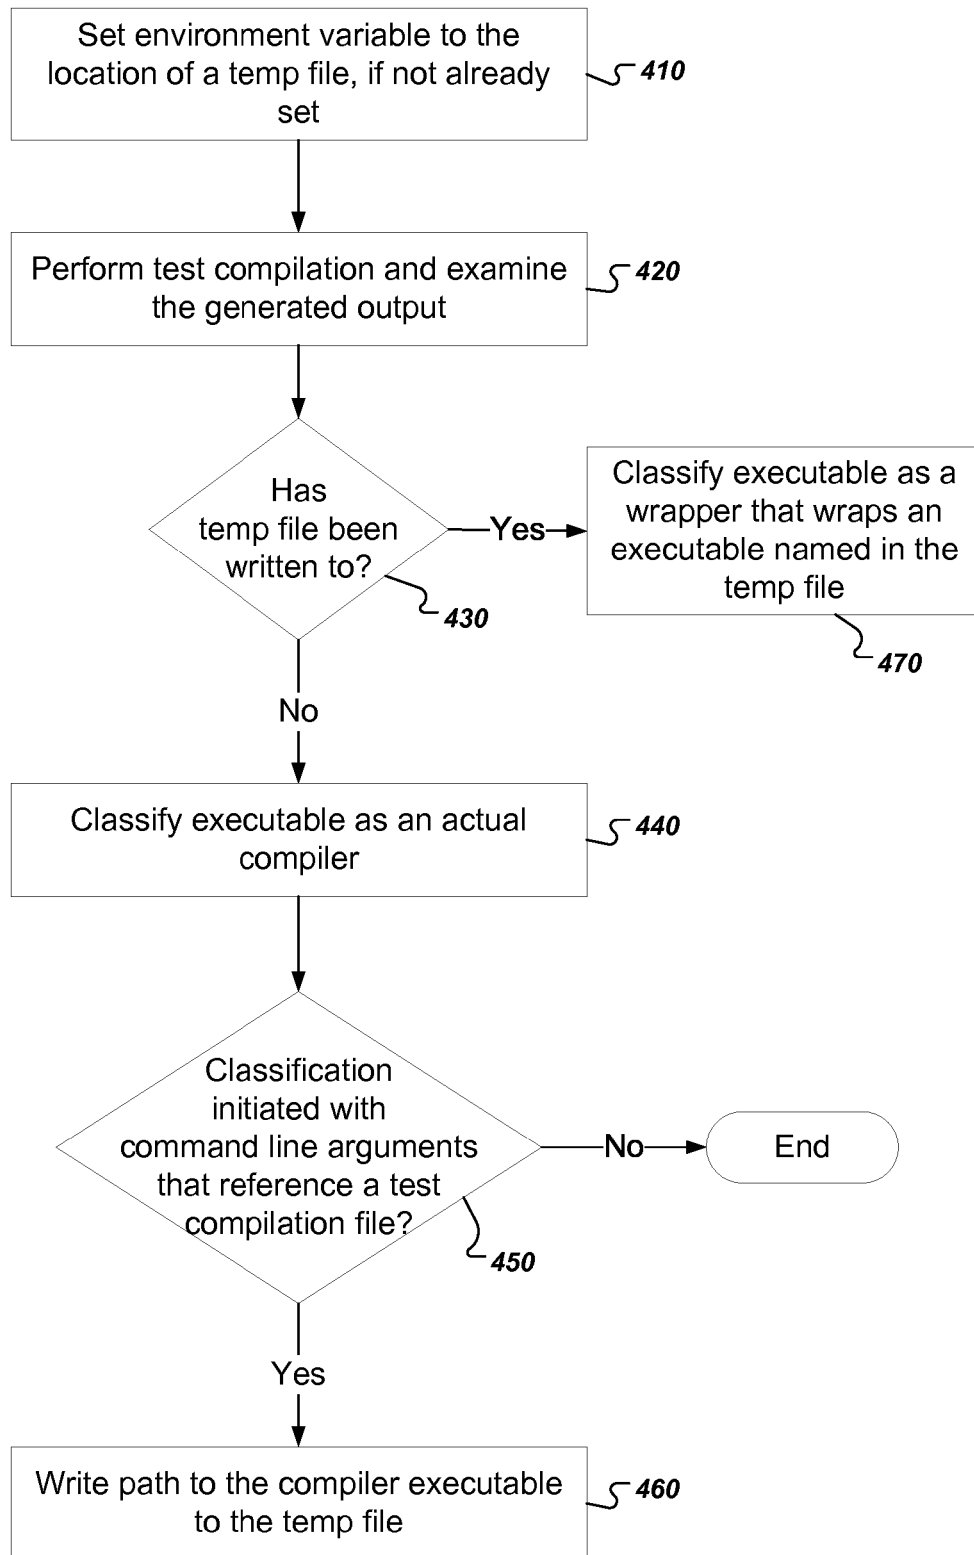 Set environment variable to the
location of a temp file, if not already
set
410
Perform test compilation and examine
the generated output
420
Has
temp file been
written to?
430
Yes
Classify executable as a
wrapper that wraps an
executable named in the
temp file
470
No
Classify executable as an actual
compiler
440
Classification
initiated with
command line arguments
that reference a test
compilation file?
450
No
End
Yes
Write path to the compiler executable
to the temp file
460